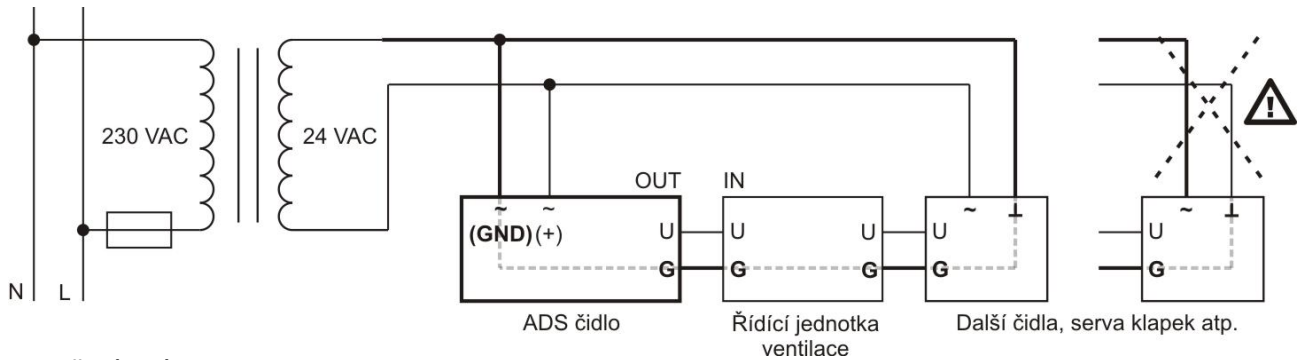 230 VAC
24 VAC
N
L
OUT
IN
~
~
(GND)
(+)
U
G
U
G
U
G
~
⊥
U
G
~
⊥
U
G
ADS čidlo
Řídící jednotka
ventilace
Další čidla, serva klapek atp.